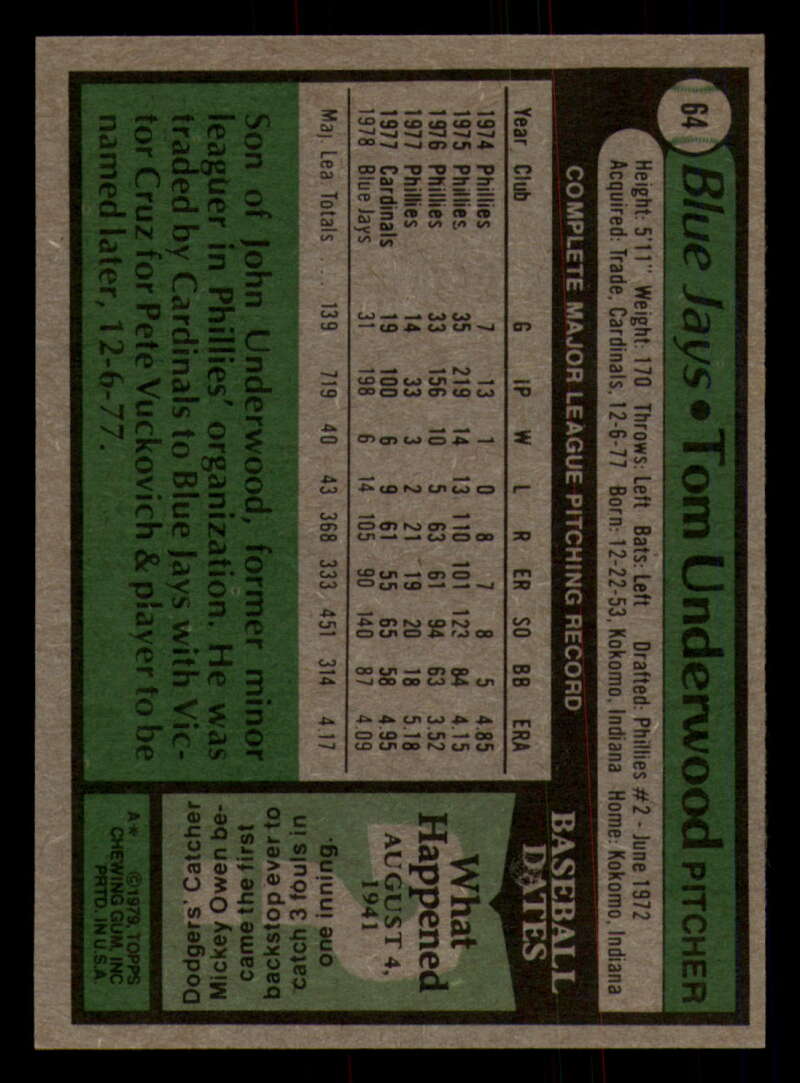 64
Blue Jays • Tom Underwood PITCHER
Height: 5'11" Weight: 170 Throws: Left Bats: Left Drafted: Phillies #2 - June 1972
Acquired: Trade, Cardinals, 12-6-77 Born: 12-22-53, Kokomo, Indiana Home: Kokomo, Indiana
COMPLETE MAJOR LEAGUE PITCHING RECORD
Year Club G IP W L R ER SO BB ERA
1974 Phillies 7 13 1 0 8 7 8 5 4.85
1975 Phillies 35 219 14 13 110 101 123 84 4.15
1976 Phillies 33 156 10 5 63 61 94 63 3.52
1977 Phillies 14 33 3 2 21 19 20 18 5.18
1977 Cardinals 19 100 6 9 61 55 65 58 4.95
1978 Blue Jays 31 198 6 14 105 90 140 87 4.09
Maj. Lea Totals . . . 139 719 40 43 368 333 451 314 4.17
Son of John Underwood, former minor
leaguer in Phillies' organization. He was
traded by Cardinals to Blue Jays with Vic-
tor Cruz for Pete Vuckovich & player to be
named later, 12-6-77.
BASEBALL
DATES
What
Happened
AUGUST 4,
1941
Dodgers' Catcher
Mickey Owen be-
came the first
backstop ever to
catch 3 fouls in
one inning.
A* ©1979, TOPPS
CHEWING GUM, INC
PRTD. IN U.S.A.